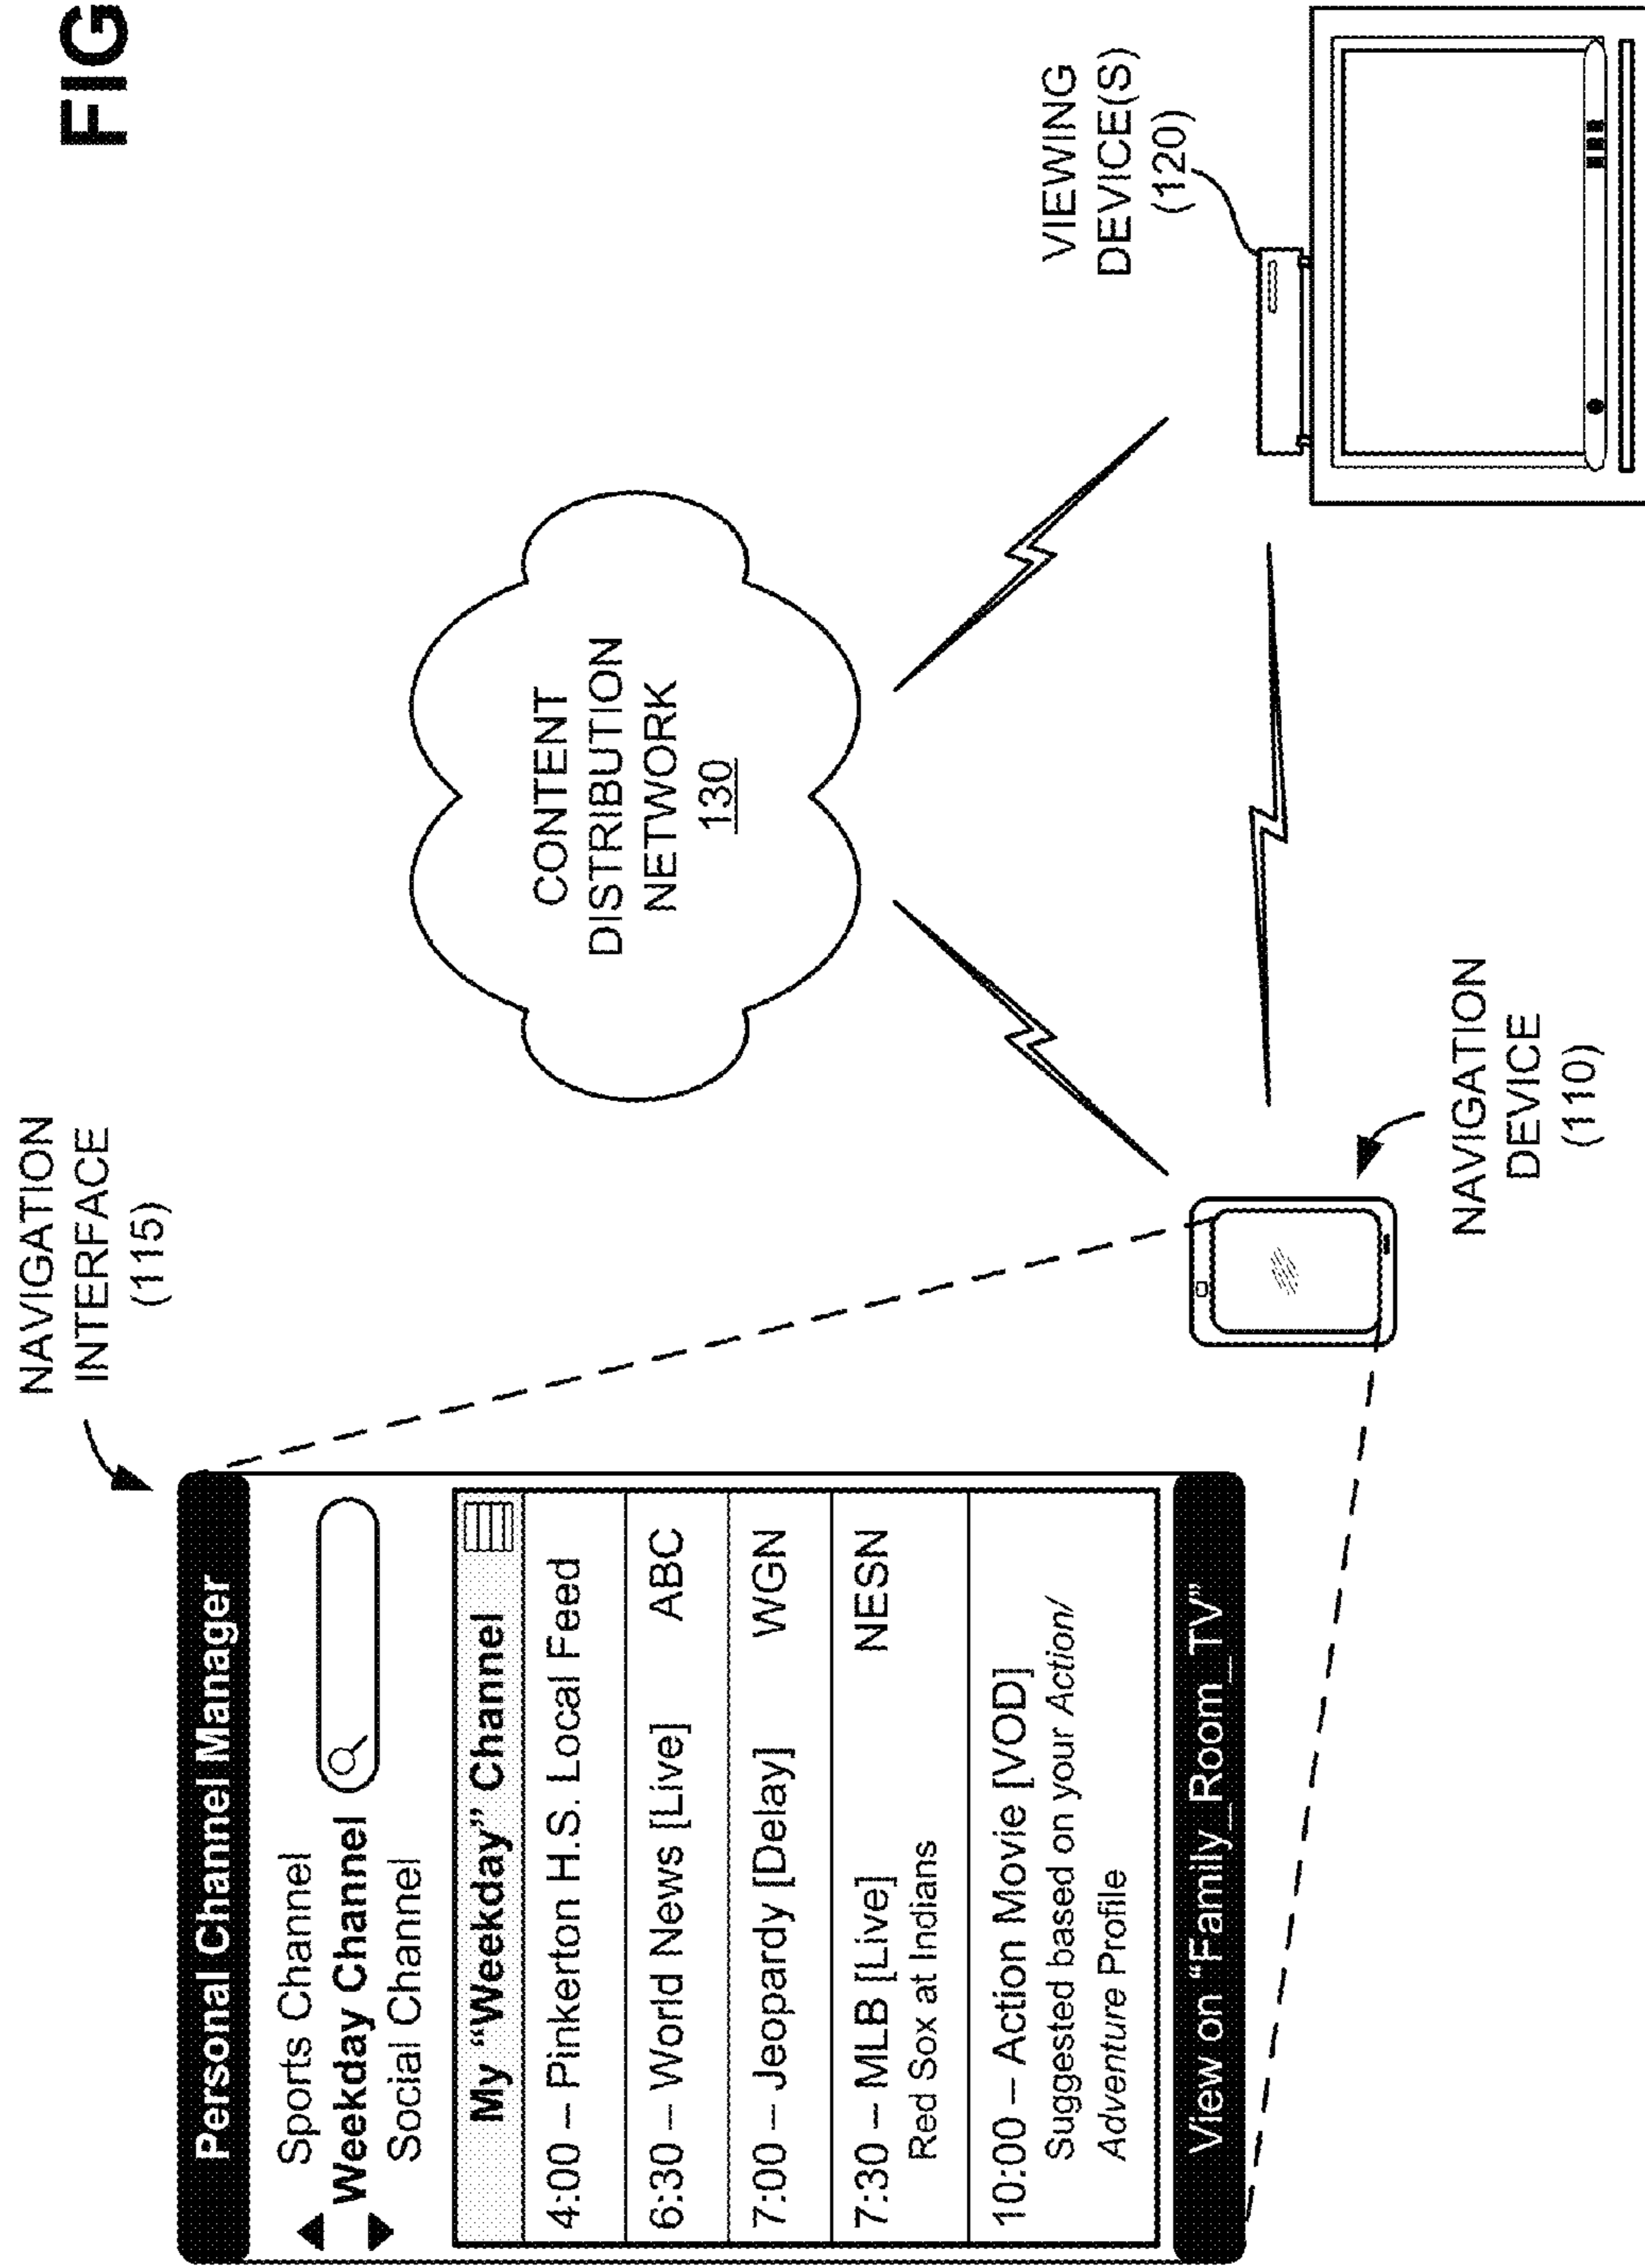 FIG
NAVIGATION
INTERFACE
(115)
Personal Channel Manager
Sports Channel
Weekday Channel
Social Channel
My “Weekday” Channel
4:00 – Pinkerton H.S. Local Feed
6:30 – World News [Live] ABC
7:00 – Jeopardy [Delay] WGN
7:30 – MLB [Live] NESN
Red Sox at Indians
10:00 – Action Movie [VOD]
Suggested based on your Action/
Adventure Profile
View on “Family_Room_TV”
CONTENT
DISTRIBUTION
NETWORK
130
VIEWING
DEVICE(S)
(120)
NAVIGATION
DEVICE
(110)